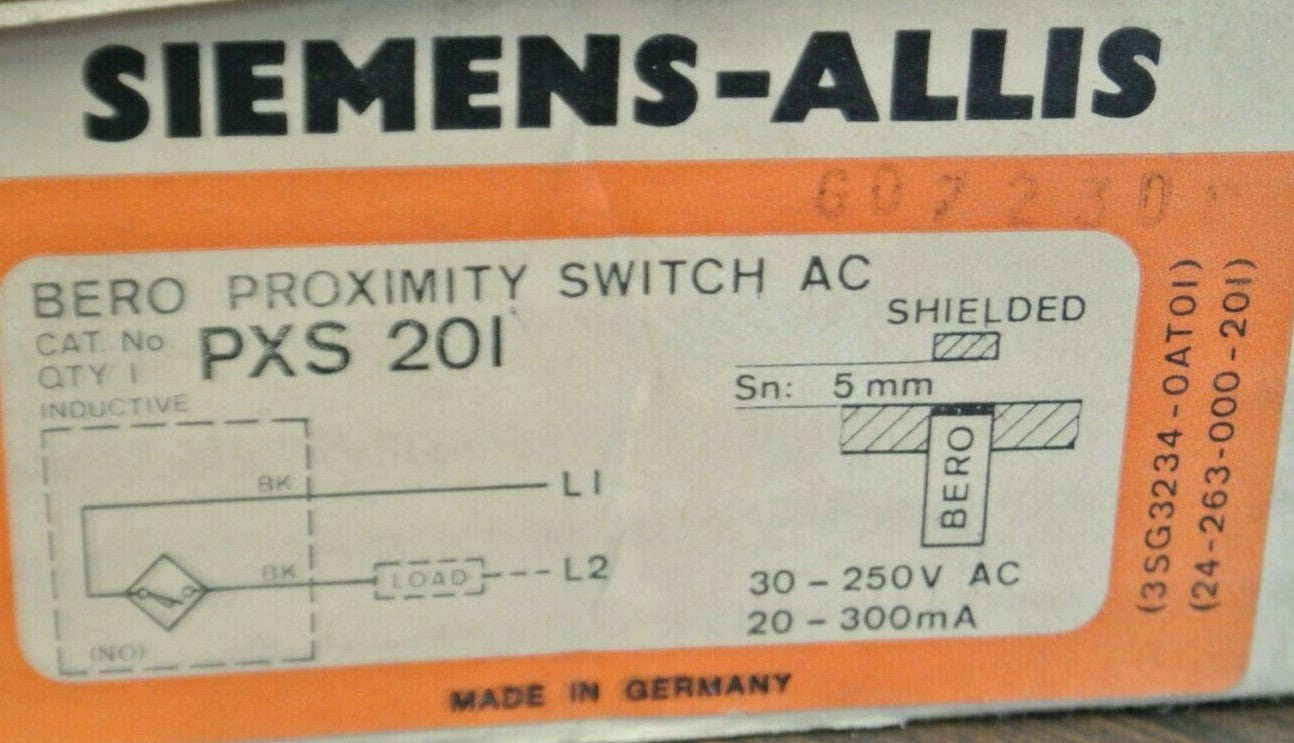 SIEMENS-ALLIS
G07230
BERO PROXIMITY SWITCH AC
CAT. No. PXS 201
QTY 1
INDUCTIVE
BK
L1
BK
LOAD
L2
(NO)
SHIELDED
Sn: 5 mm
BERO
30 - 250V AC
20 - 300mA
(3SG3234-0AT01)
(24-263-000-201)
MADE IN GERMANY